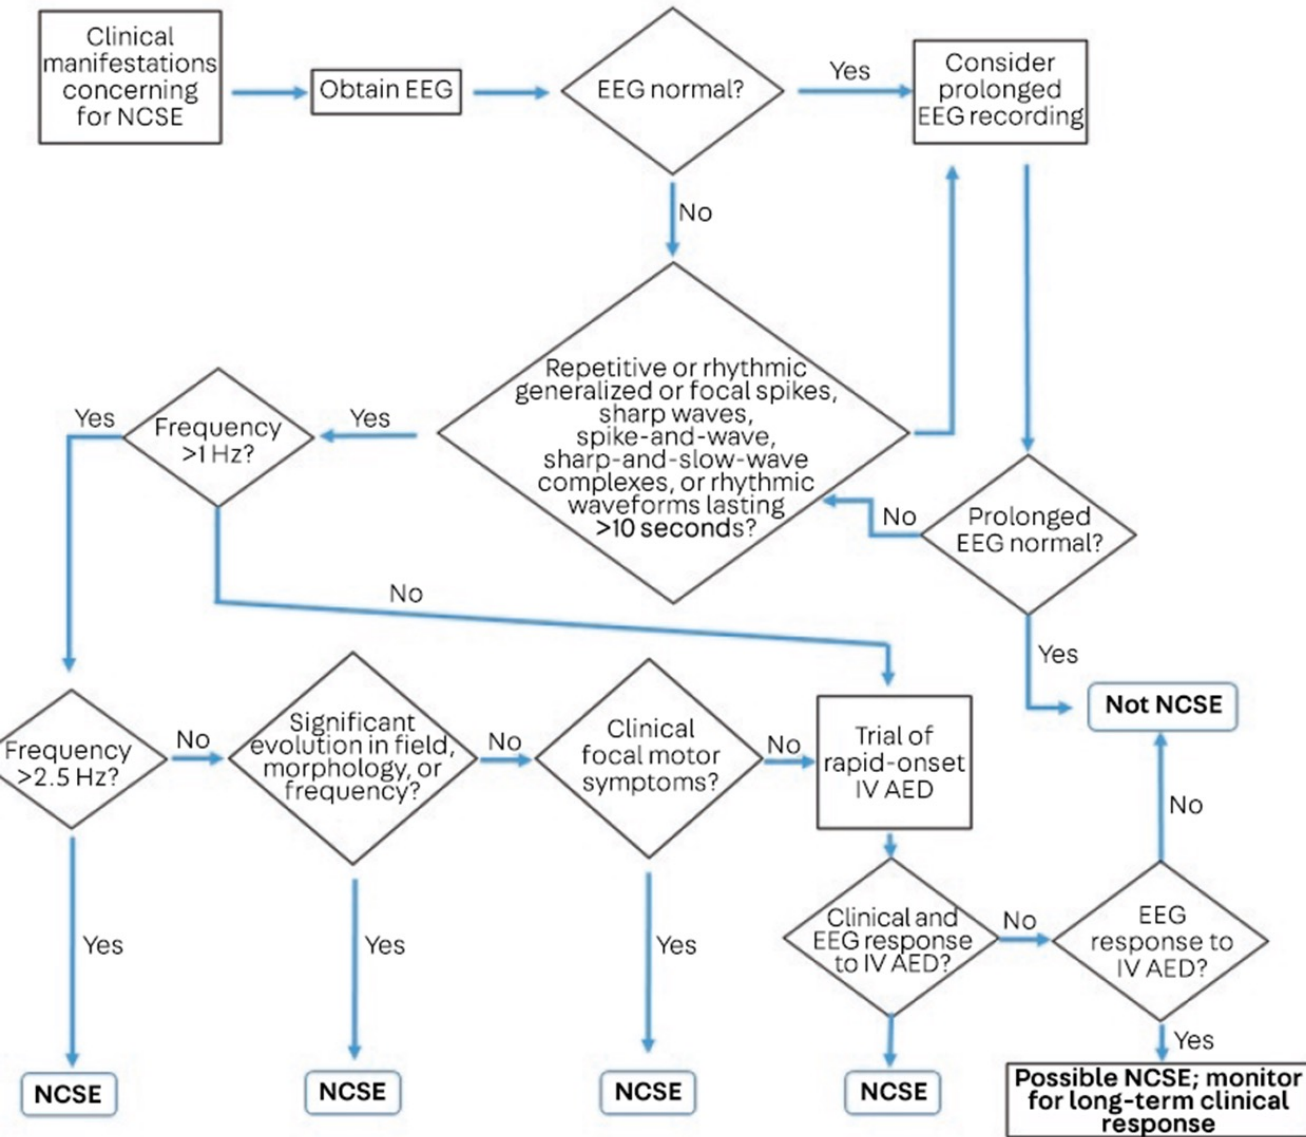 Clinical
manifestations
concerning
for NCSE
Obtain EEG
EEG normal?
Yes
Consider
prolonged
EEG recording
No
Repetitive or rhythmic
generalized or focal spikes,
sharp waves,
spike-and-wave,
sharp-and-slow-wave
complexes, or rhythmic
waveforms lasting
>10 seconds?
Yes
Frequency
>1 Hz?
Yes
No
Prolonged
EEG normal?
No
Yes
Not NCSE
Frequency
>2.5 Hz?
No
Significant
evolution in field,
morphology, or
frequency?
No
Clinical
focal motor
symptoms?
No
Trial of
rapid-onset
IV AED
No
Yes
Yes
Yes
Clinical and
EEG response
to IV AED?
No
EEG
response to
IV AED?
Yes
NCSE
NCSE
NCSE
NCSE
Possible NCSE; monitor
for long-term clinical
response